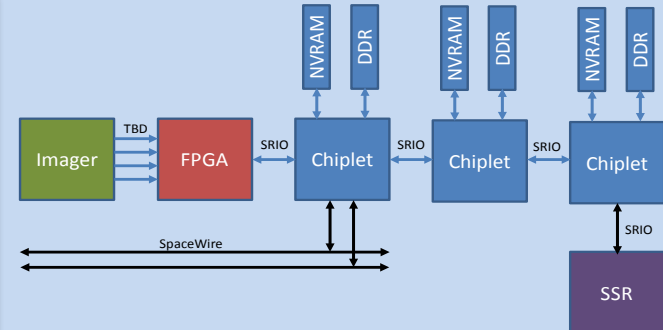 NVRAM
DDR
NVRAM
DDR
NVRAM
DDR
TBD
Imager
FPGA
SRIO
Chiplet
SRIO
Chiplet
SRIO
Chiplet
SpaceWire
SRIO
SSR